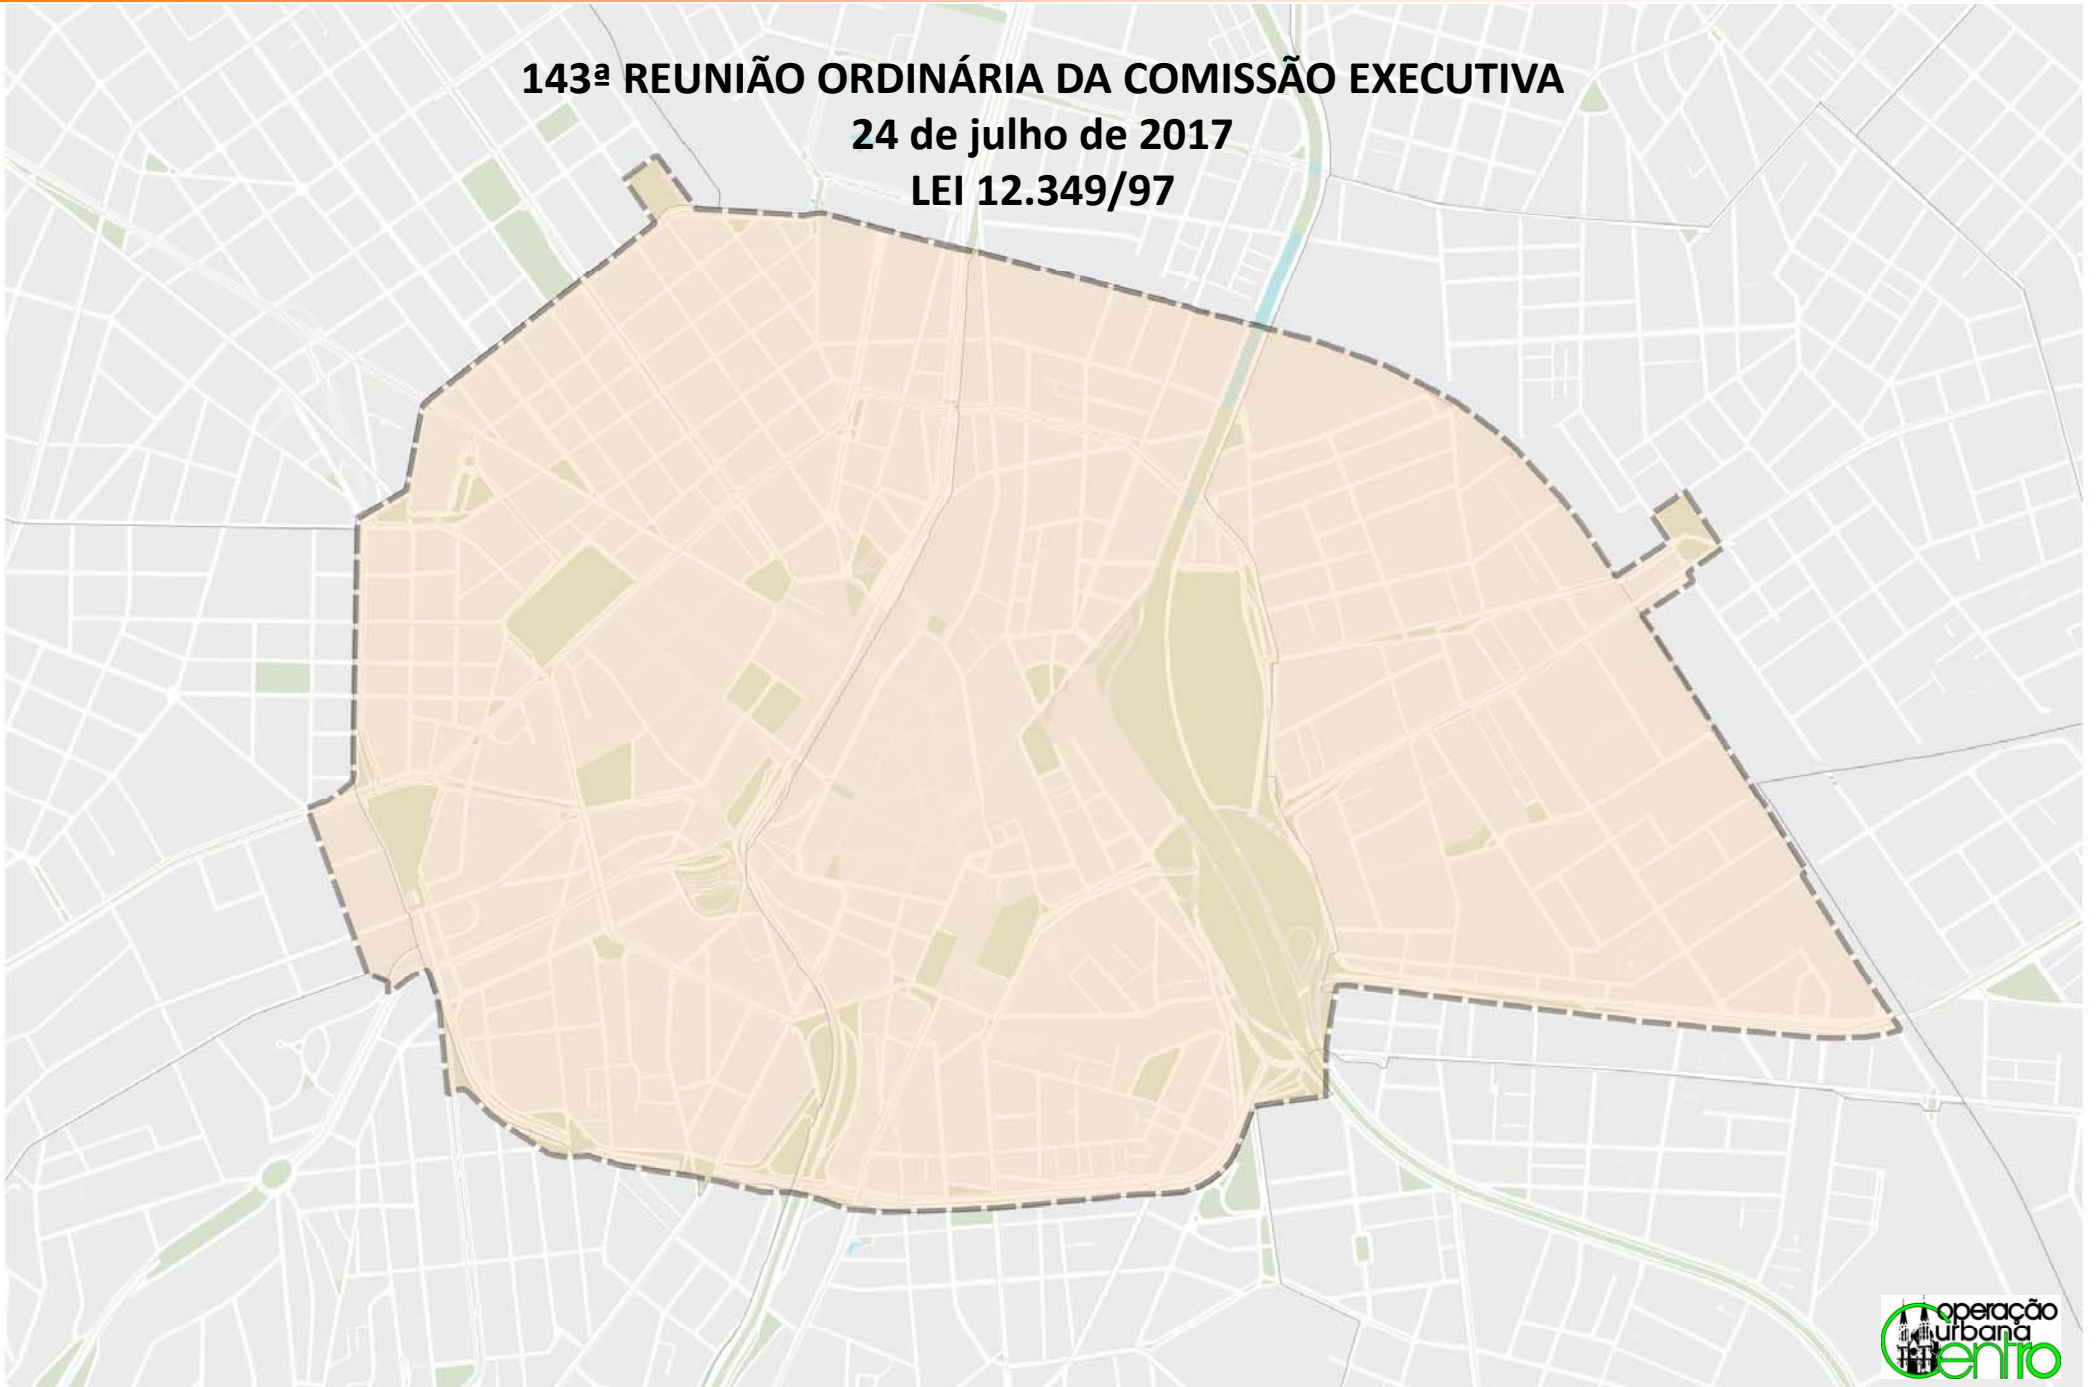 143ª REUNIÃO ORDINÁRIA DA COMISSÃO EXECUTIVA
24 de julho de 2017
LEI 12.349/97
operação
urbana
Centro